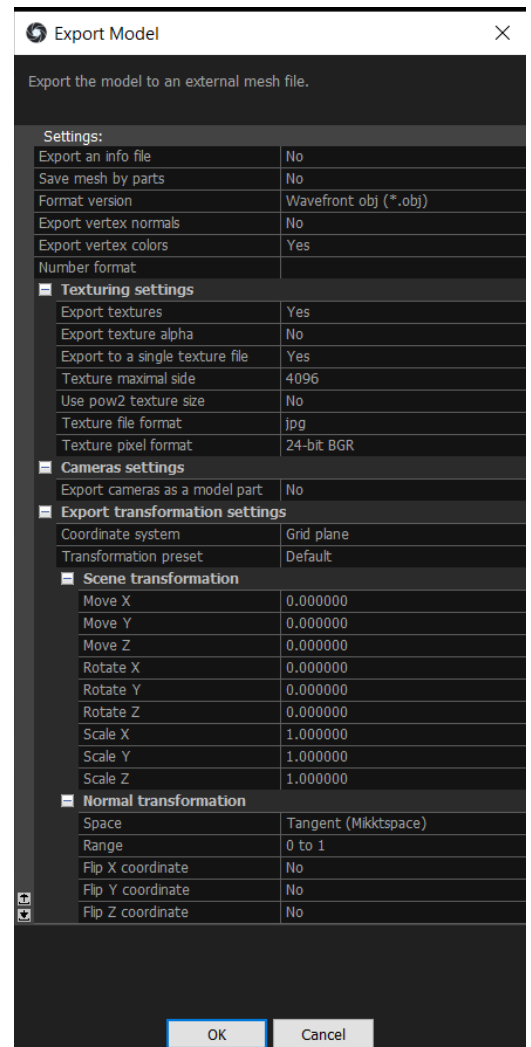 Export Model
Export the model to an external mesh file.
Settings:
Export an info file No
Save mesh by parts No
Format version Wavefront obj (*.obj)
Export vertex normals No
Export vertex colors Yes
Number format
Texturing settings
Export textures Yes
Export texture alpha No
Export to a single texture file Yes
Texture maximal side 4096
Use pow2 texture size No
Texture file format jpg
Texture pixel format 24-bit BGR
Cameras settings
Export cameras as a model part No
Export transformation settings
Coordinate system Grid plane
Transformation preset Default
Scene transformation
Move X 0.000000
Move Y 0.000000
Move Z 0.000000
Rotate X 0.000000
Rotate Y 0.000000
Rotate Z 0.000000
Scale X 1.000000
Scale Y 1.000000
Scale Z 1.000000
Normal transformation
Space Tangent (Mikktspace)
Range 0 to 1
Flip X coordinate No
Flip Y coordinate No
Flip Z coordinate No
OK Cancel